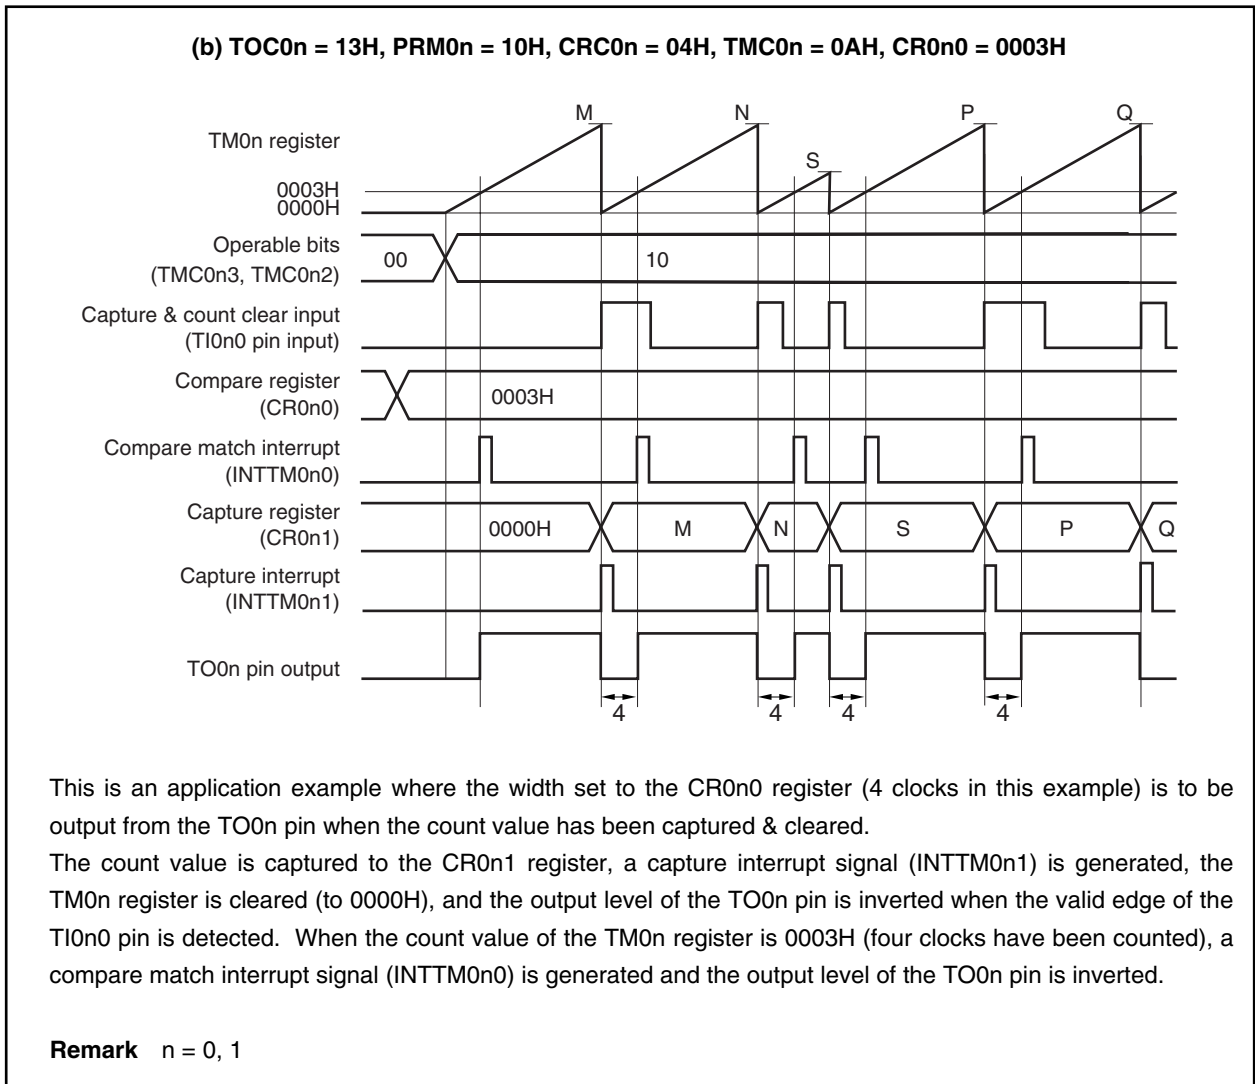 (b) TOC0n = 13H, PRM0n = 10H, CRC0n = 04H, TMC0n = 0AH, CR0n0 = 0003H
M
N
P
Q
TM0n register
S
0003H
0000H
Operable bits
(TMC0n3, TMC0n2)
00
10
Capture & count clear input
(TI0n0 pin input)
Compare register
(CR0n0)
0003H
Compare match interrupt
(INTTM0n0)
Capture register
(CR0n1)
0000H
M
N
S
P
Q
Capture interrupt
(INTTM0n1)
TO0n pin output
4
4
4
4
This is an application example where the width set to the CR0n0 register (4 clocks in this example) is to be
output from the TO0n pin when the count value has been captured & cleared.
The count value is captured to the CR0n1 register, a capture interrupt signal (INTTM0n1) is generated, the
TM0n register is cleared (to 0000H), and the output level of the TO0n pin is inverted when the valid edge of the
TI0n0 pin is detected. When the count value of the TM0n register is 0003H (four clocks have been counted), a
compare match interrupt signal (INTTM0n0) is generated and the output level of the TO0n pin is inverted.
Remark n = 0, 1